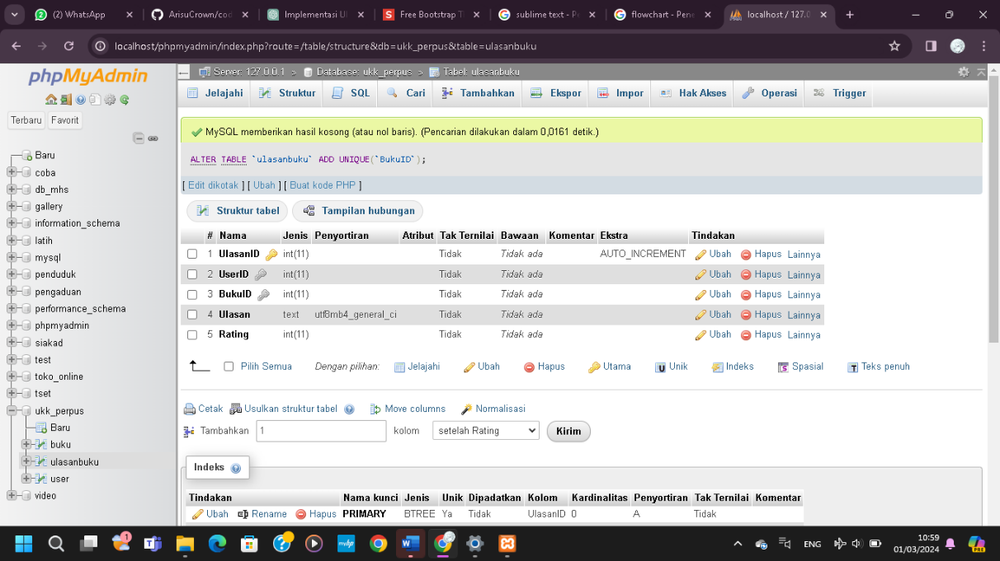 (2) WhatsApp
ArisuCrown/cod
Implementasi UI
Free Bootstrap T
sublime text - Pe
flowchart - Pene
localhost / 127.0
localhost/phpmyadmin/index.php?route=/table/structure&db=ukk_perpus&table=ulasanbuku
phpMyAdmin
Terbaru Favorit
Baru
coba
db_mhs
gallery
information_schema
latih
mysql
penduduk
pengaduan
performance_schema
phpmyadmin
siakad
test
toko_online
tset
ukk_perpus
Baru
buku
ulasanbuku
user
video
Server: 127.0.0.1 » Database: ukk_perpus » Tabel: ulasanbuku
Jelajahi Struktur SQL Cari Tambahkan Ekspor Impor Hak Akses Operasi Trigger
MySQL memberikan hasil kosong (atau nol baris). (Pencarian dilakukan dalam 0,0161 detik.)
ALTER TABLE `ulasanbuku` ADD UNIQUE(`BukuID`);
[ Edit dikotak ] [ Ubah ] [ Buat kode PHP ]
Struktur tabel Tampilan hubungan
# Nama Jenis Penyortiran Atribut Tak Ternilai Bawaan Komentar Ekstra Tindakan
1 UlasanID int(11) Tidak Tidak ada AUTO_INCREMENT Ubah Hapus Lainnya
2 UserID int(11) Tidak Tidak ada Ubah Hapus Lainnya
3 BukuID int(11) Tidak Tidak ada Ubah Hapus Lainnya
4 Ulasan text utf8mb4_general_ci Tidak Tidak ada Ubah Hapus Lainnya
5 Rating int(11) Tidak Tidak ada Ubah Hapus Lainnya
Pilih Semua Dengan pilihan: Jelajahi Ubah Hapus Utama Unik Indeks Spasial Teks penuh
Cetak Usulkan struktur tabel Move columns Normalisasi
Tambahkan 1 kolom setelah Rating Kirim
Indeks
Tindakan Nama kunci Jenis Unik Dipadatkan Kolom Kardinalitas Penyortiran Tak Ternilai Komentar
Ubah Rename Hapus PRIMARY BTREE Ya Tidak UlasanID 0 A Tidak
ENG
10:59
01/03/2024